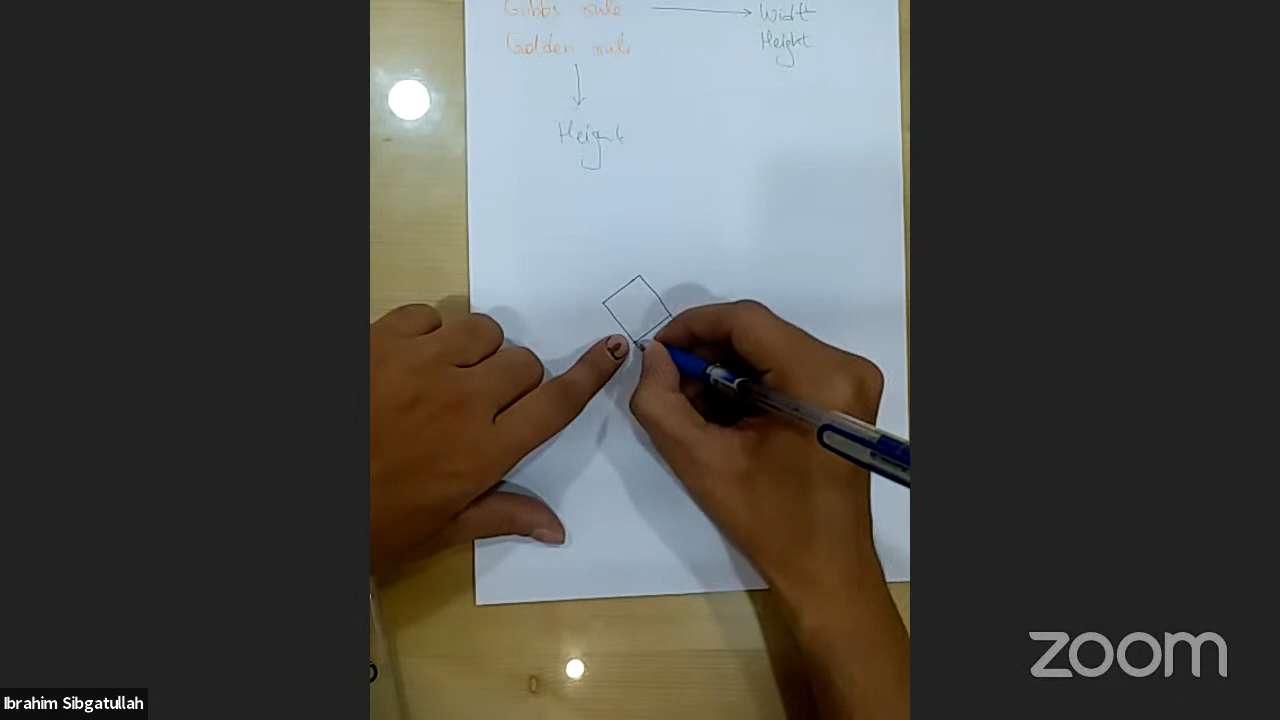 Gibbs rule → Width
Height
Golden rule
Height
zoom
Ibrahim Sibgatullah